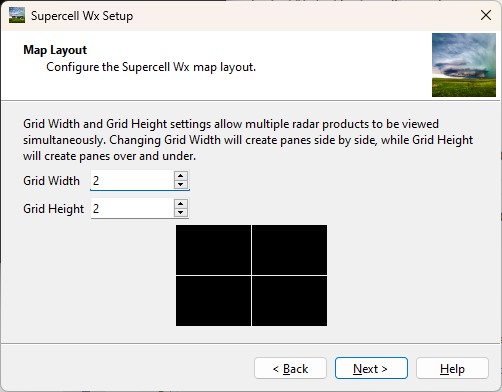 Supercell Wx Setup
Map Layout
Configure the Supercell Wx map layout.
Grid Width and Grid Height settings allow multiple radar products to be viewed
simultaneously. Changing Grid Width will create panes side by side, while Grid Height
will create panes over and under.
Grid Width 2
Grid Height 2
< Back Next > Help